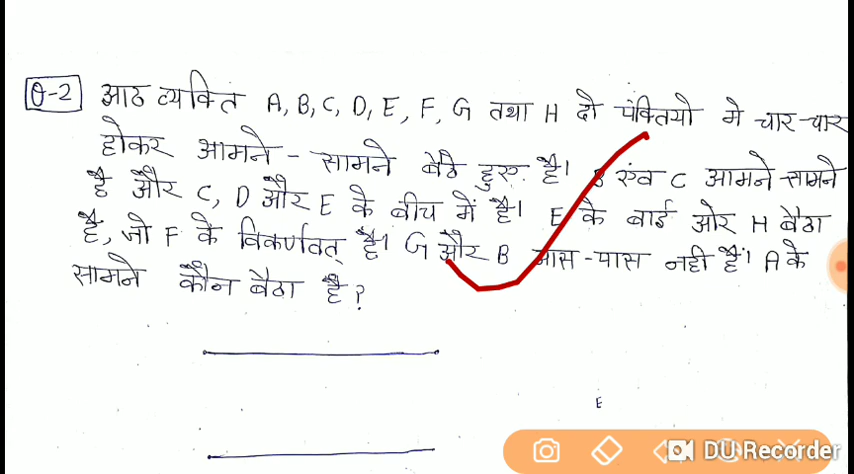 Q-2 आठ व्यक्ति A, B, C, D, E, F, G तथा H दो पंक्तियो मे चार-चार
होकर आमने - सामने बैठे हुए है। B एंव C आमने-सामने
है और C, D और E के बीच में है। E के बाई ओर H बैठा
है, जो F के विकर्णवत् है। G और B आस-पास नही है। A के
सामने कौन बैठा है?
E
DU Recorder